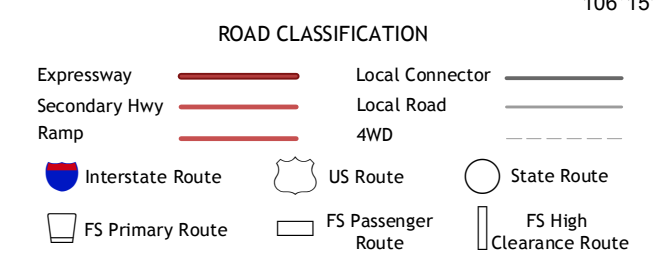 106 15
ROAD CLASSIFICATION
Expressway
Local Connector
Secondary Hwy
Local Road
Ramp
4WD
Interstate Route
US Route
State Route
FS Primary Route
FS Passenger
Route
FS High
Clearance Route